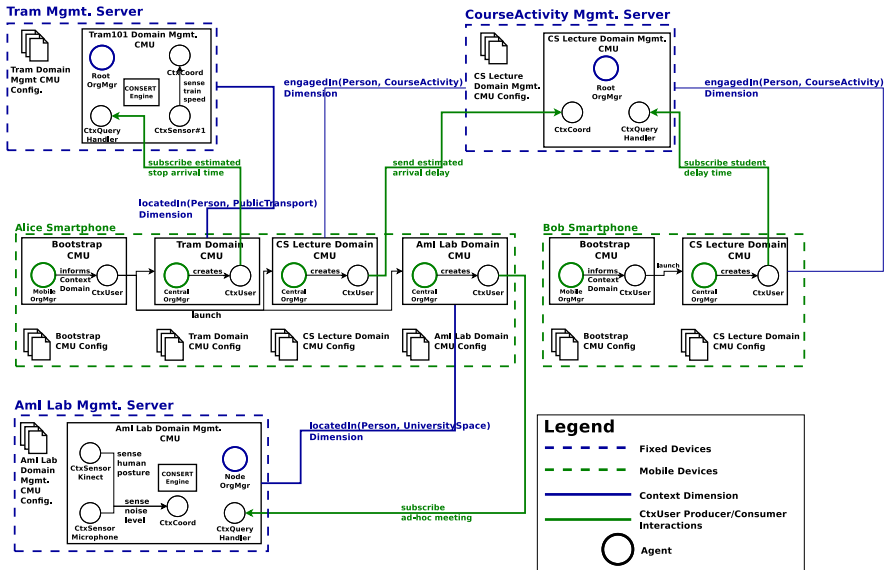 Tram Mgmt. Server
Tram101 Domain Mgmt.
CMU
Tram Domain
Mgmt CMU
Config.
Root
OrgMgr
CtxCoord
CONSERT
Engine
sense
train
speed
CtxQuery
Handler
CtxSensor#1
CourseActivity Mgmt. Server
CS Lecture Domain Mgmt.
CMU
CS Lecture
Domain Mgmt.
CMU Config.
Root
OrgMgr
CtxCoord
CtxQuery
Handler
engagedIn(Person, CourseActivity)
Dimension
engagedIn(Person, CourseActivity)
Dimension
subscribe estimated
stop arrival time
send estimated
arrival delay
subscribe student
delay time
locatedIn(Person, PublicTransport)
Dimension
Alice Smartphone
Bootstrap
CMU
Mobile
OrgMgr
informs
Context
Domain
CtxUser
Tram Domain
CMU
Central
OrgMgr
creates
CtxUser
CS Lecture Domain
CMU
Central
OrgMgr
creates
CtxUser
AmI Lab Domain
CMU
Central
OrgMgr
creates
CtxUser
launch
Bootstrap
CMU Config
Tram Domain
CMU Config
CS Lecture Domain
CMU Config
AmI Lab Domain
CMU Config
Bob Smartphone
Bootstrap
CMU
Mobile
OrgMgr
informs
Context
Domain
CtxUser
launch
CS Lecture Domain
CMU
Central
OrgMgr
creates
CtxUser
Bootstrap
CMU Config
CS Lecture Domain
CMU Config
AmI Lab Mgmt. Server
AmI Lab Domain Mgmt.
CMU
AmI Lab
Domain
Mgmt.
CMU
Config.
CtxSensor
Kinect
sense
human
posture
CONSERT
Engine
Node
OrgMgr
CtxSensor
Microphone
sense
noise
level
CtxCoord
CtxQuery
Handler
locatedIn(Person, UniversitySpace)
Dimension
subscribe
ad-hoc meeting
Legend
Fixed Devices
Mobile Devices
Context Dimension
CtxUser Producer/Consumer
Interactions
Agent